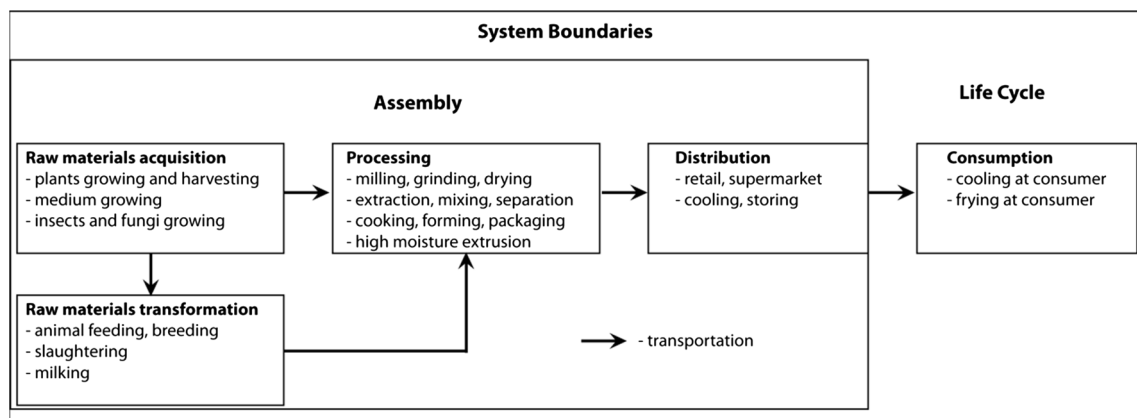 System Boundaries
Assembly
Life Cycle
Raw materials acquisition
- plants growing and harvesting
- medium growing
- insects and fungi growing
Processing
- milling, grinding, drying
- extraction, mixing, separation
- cooking, forming, packaging
- high moisture extrusion
Distribution
- retail, supermarket
- cooling, storing
Consumption
- cooling at consumer
- frying at consumer
Raw materials transformation
- animal feeding, breeding
- slaughtering
- milking
- transportation